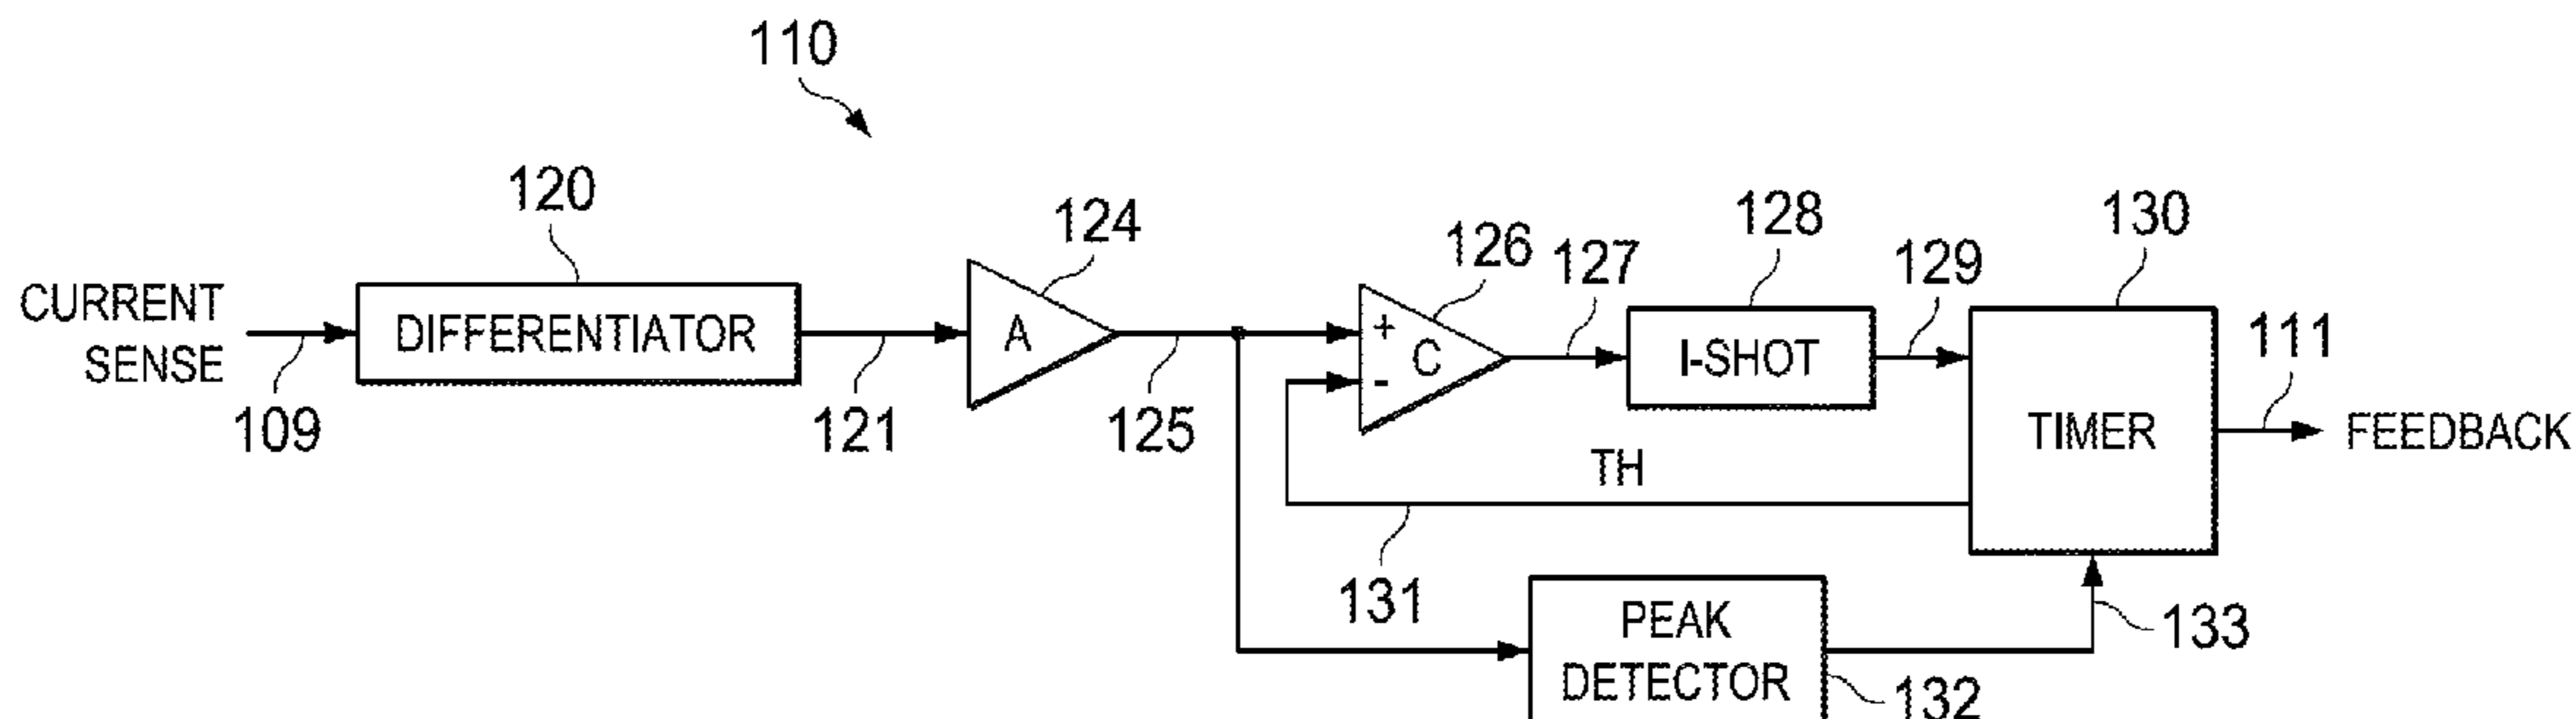 110
120
124
126
127
128
129
130
111
CURRENT
SENSE
DIFFERENTIATOR
A
+
-
C
I-SHOT
TIMER
FEEDBACK
109
121
125
TH
131
PEAK
DETECTOR
133
132